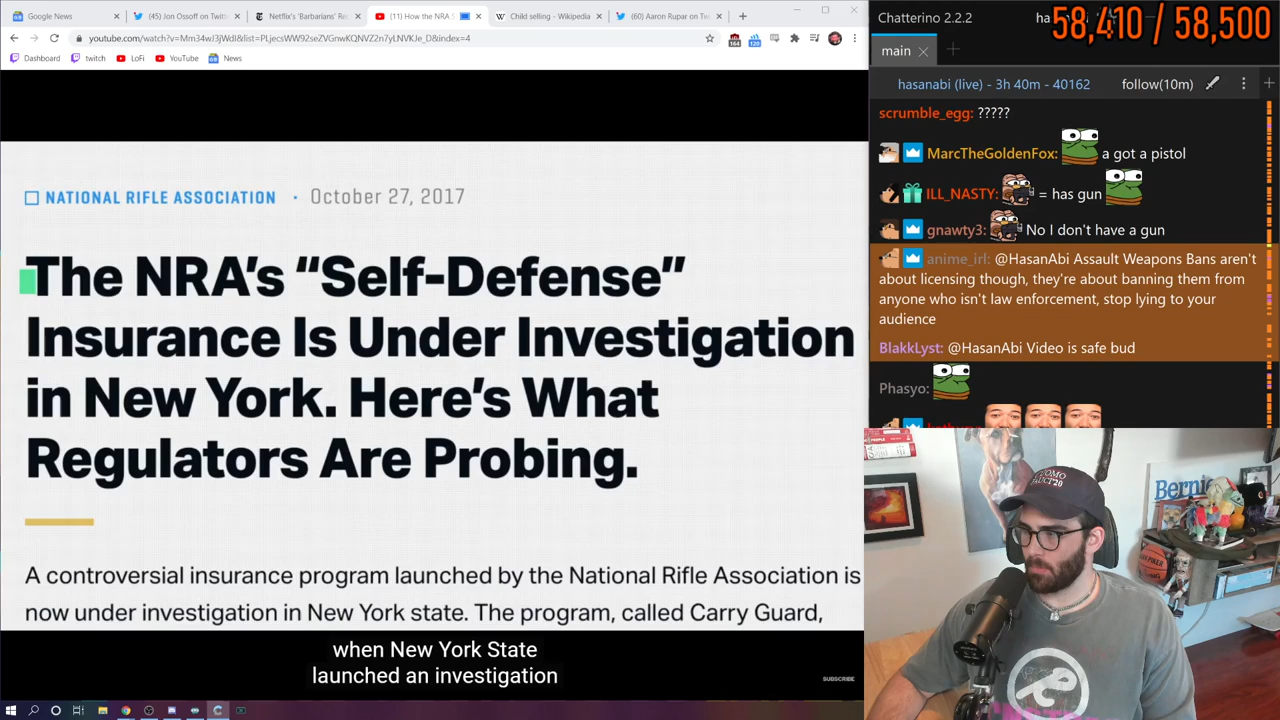 Google News
(45) Jon Ossoff on Twitt
Netflix's 'Barbarians' Re
(11) How the NRA S
Child selling - Wikipedia
(60) Aaron Rupar on Tw
youtube.com/watch?v=Mm34wJ3jWdI&list=PLjecsWW92seZVGnwKQNVZ2n7yLNVKJe_D&index=4
164
120
Dashboard
twitch
LoFi
YouTube
News
NATIONAL RIFLE ASSOCIATION • October 27, 2017
The NRA's “Self-Defense”
Insurance Is Under Investigation
in New York. Here's What
Regulators Are Probing.
A controversial insurance program launched by the National Rifle Association is
now under investigation in New York state. The program, called Carry Guard,
when New York State
launched an investigation
SUBSCRIBE
Chatterino 2.2.2
ha
58,410 / 58,500
main
hasanabi (live) - 3h 40m - 40162
follow(10m)
scrumble_egg: ?????
MarcTheGoldenFox: a got a pistol
ILL_NASTY: = has gun
gnawty3: No I don't have a gun
anime_irl: @HasanAbi Assault Weapons Bans aren't
about licensing though, they're about banning them from
anyone who isn't law enforcement, stop lying to your
audience
BlakkLyst: @HasanAbi Video is safe bud
Phasyo:
Bernie
UOMO